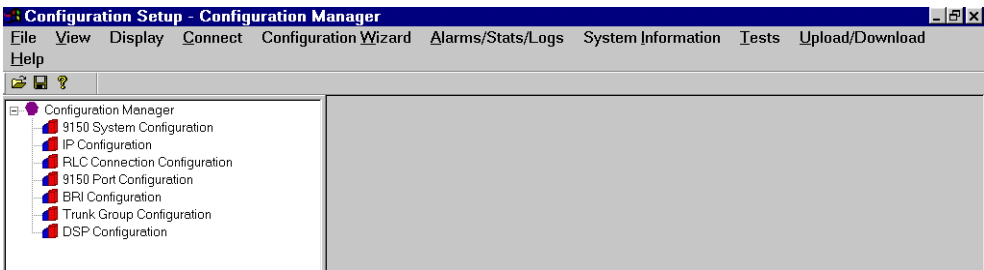 Configuration Setup - Configuration Manager
File View Display Connect Configuration Wizard Alarms/Stats/Logs System Information Tests Upload/Download
Help
Configuration Manager
9150 System Configuration
IP Configuration
RLC Connection Configuration
9150 Port Configuration
BRI Configuration
Trunk Group Configuration
DSP Configuration